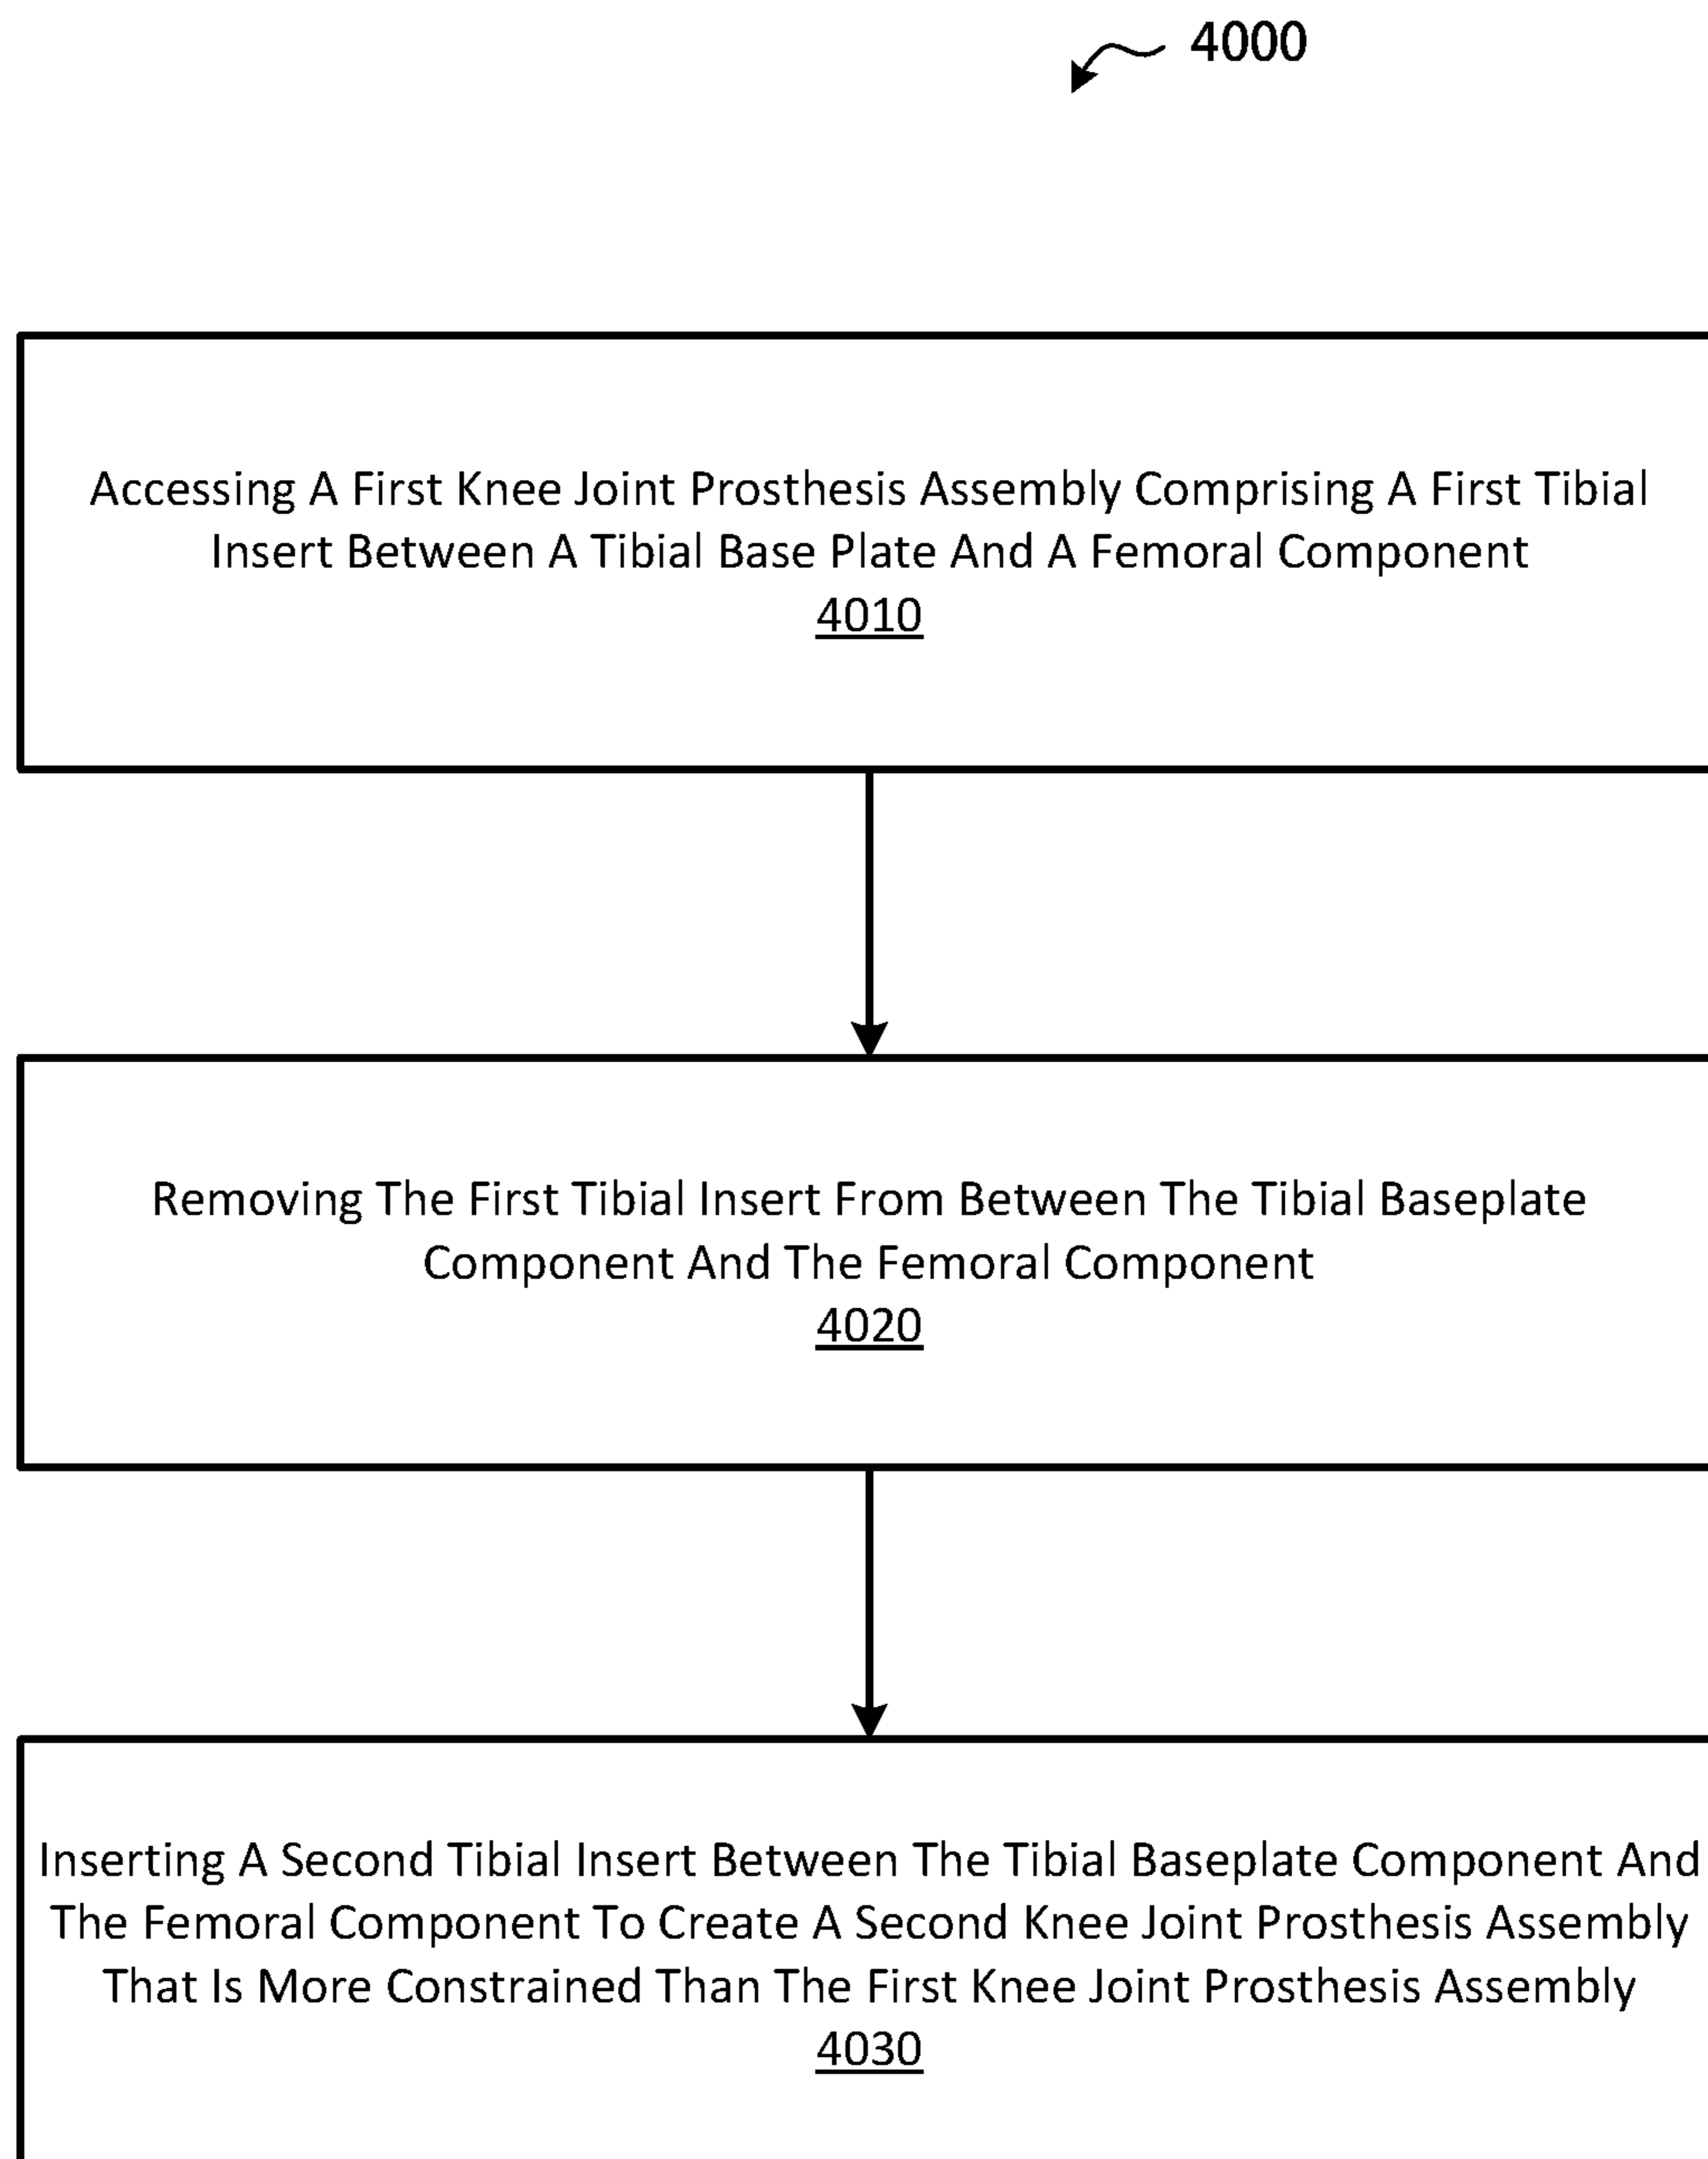 4000
Accessing A First Knee Joint Prosthesis Assembly Comprising A First Tibial
Insert Between A Tibial Base Plate And A Femoral Component
4010
Removing The First Tibial Insert From Between The Tibial Baseplate
Component And The Femoral Component
4020
Inserting A Second Tibial Insert Between The Tibial Baseplate Component And
The Femoral Component To Create A Second Knee Joint Prosthesis Assembly
That Is More Constrained Than The First Knee Joint Prosthesis Assembly
4030